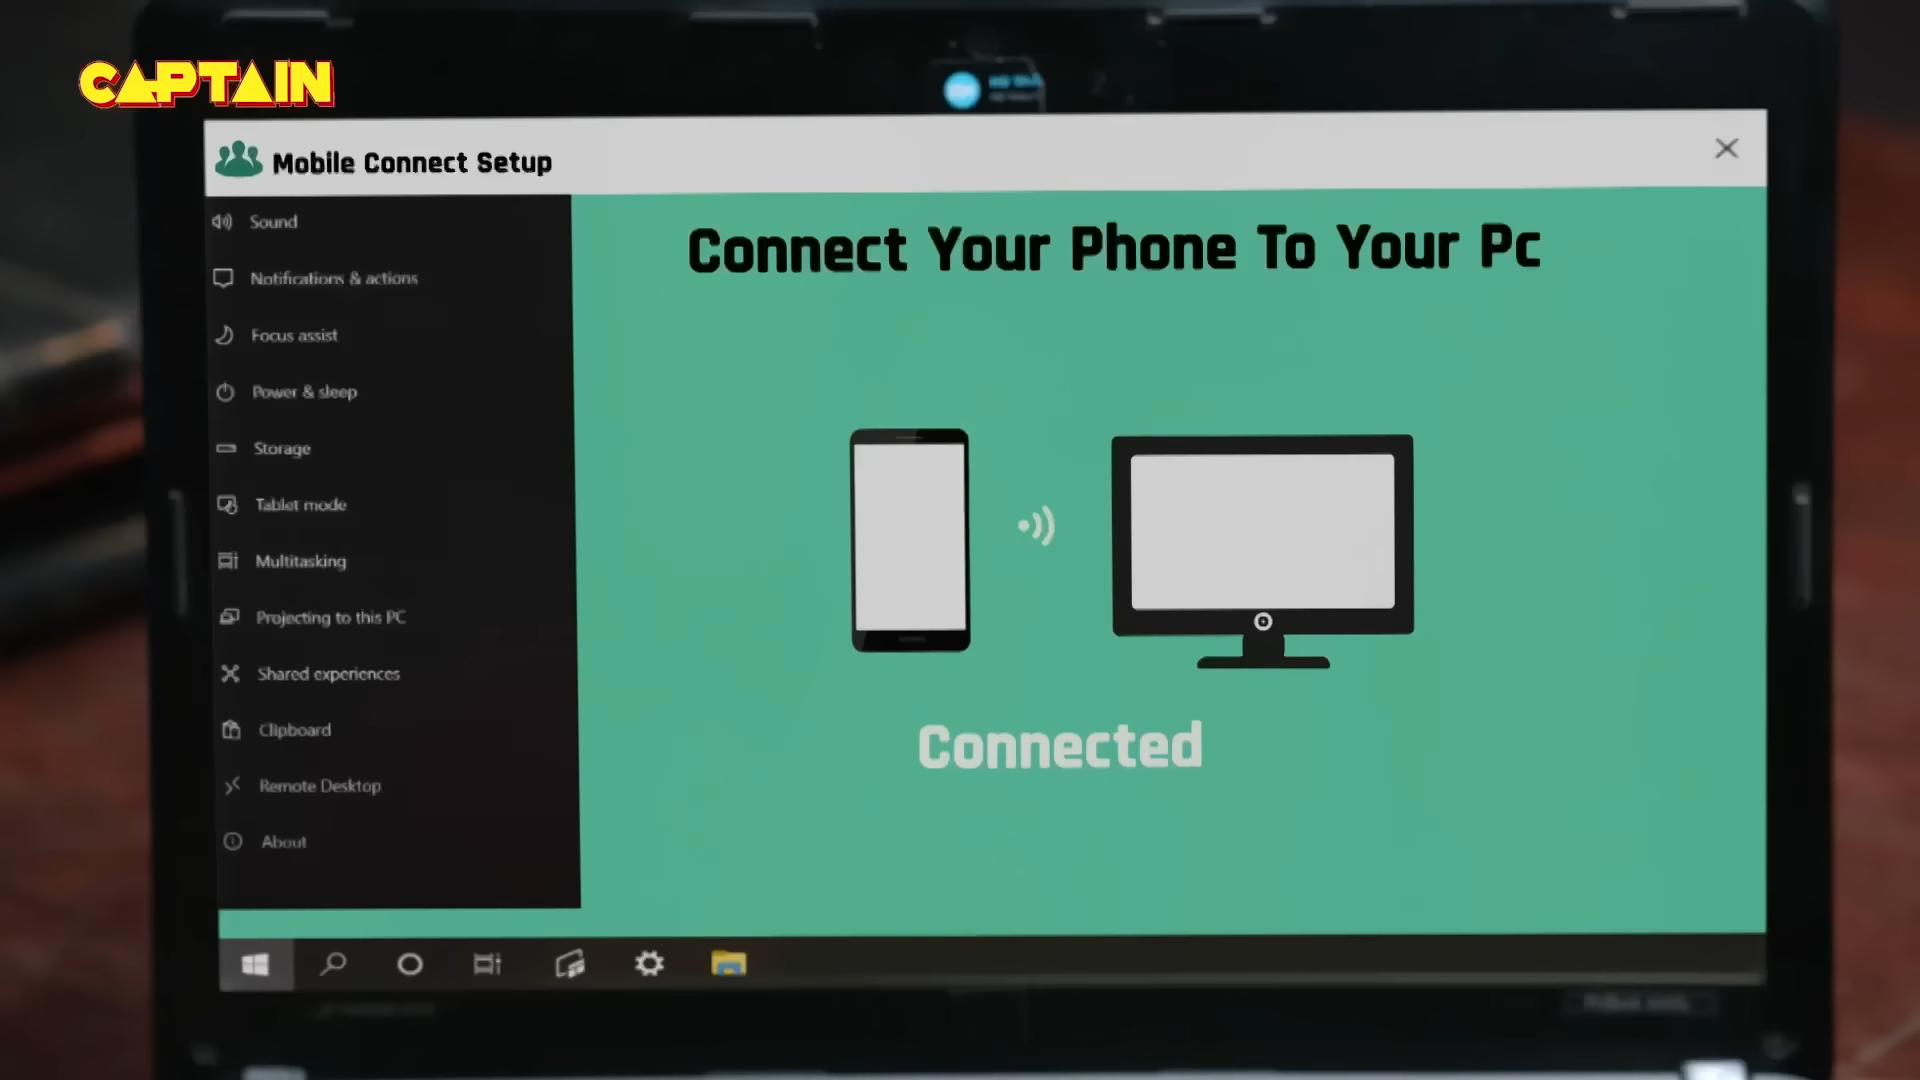 CAPTAIN
Mobile Connect Setup
Sound
Notifications & actions
Focus assist
Power & sleep
Storage
Tablet mode
Multitasking
Projecting to this PC
Shared experiences
Clipboard
Remote Desktop
About
Connect Your Phone To Your Pc
Connected